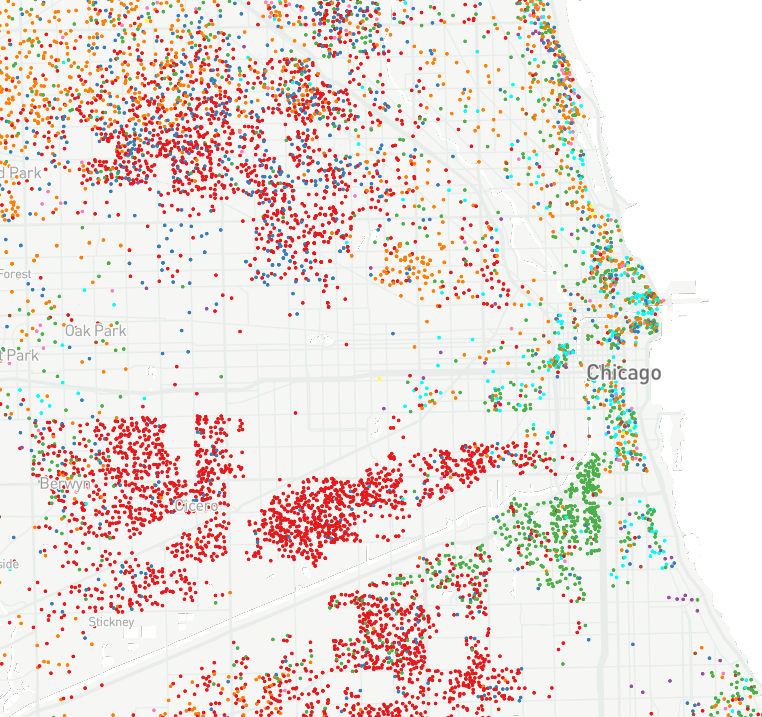 d Park
Forest
Oak Park
t Park
Chicago
Berwyn
Cicero
side
Stickney